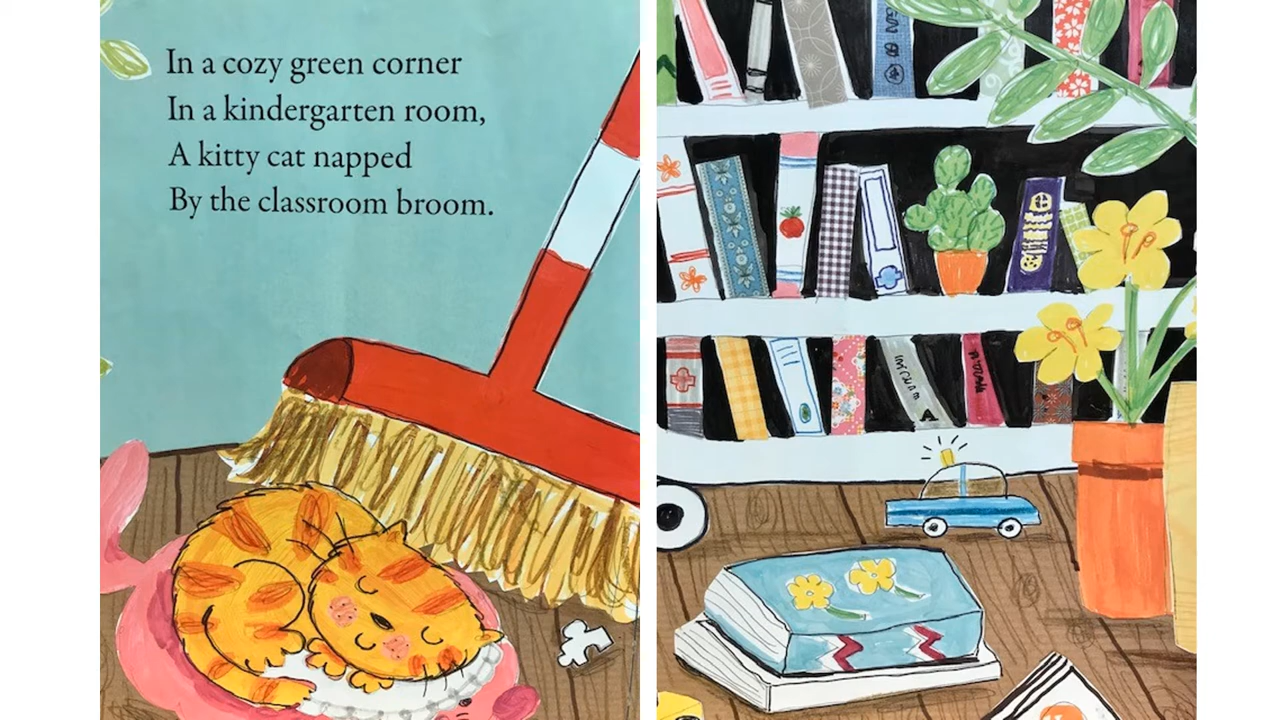 In a cozy green corner
In a kindergarten room,
A kitty cat napped
By the classroom broom.